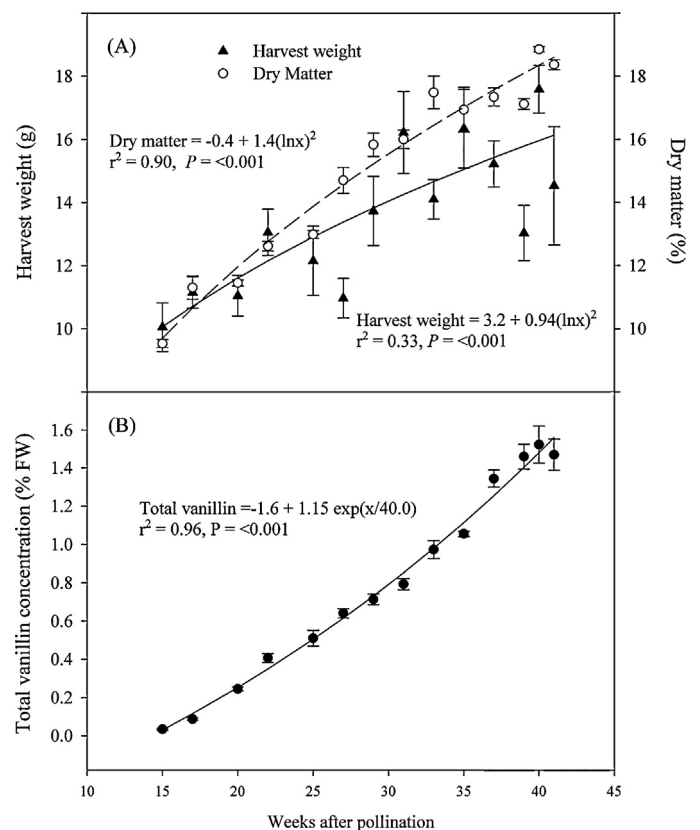 (A)
Harvest weight
Dry Matter
Dry matter = -0.4 + 1.4(lnx)²
r² = 0.90, P = <0.001
Harvest weight = 3.2 + 0.94(lnx)²
r² = 0.33, P = <0.001
Harvest weight (g)
18
16
14
12
10
Dry matter (%)
18
16
14
12
10
(B)
Total vanillin =-1.6 + 1.15 exp(x/40.0)
r² = 0.96, P = <0.001
Total vanillin concentration (% FW)
1.6
1.4
1.2
1.0
0.8
0.6
0.4
0.2
0.0
10 15 20 25 30 35 40 45
Weeks after pollination